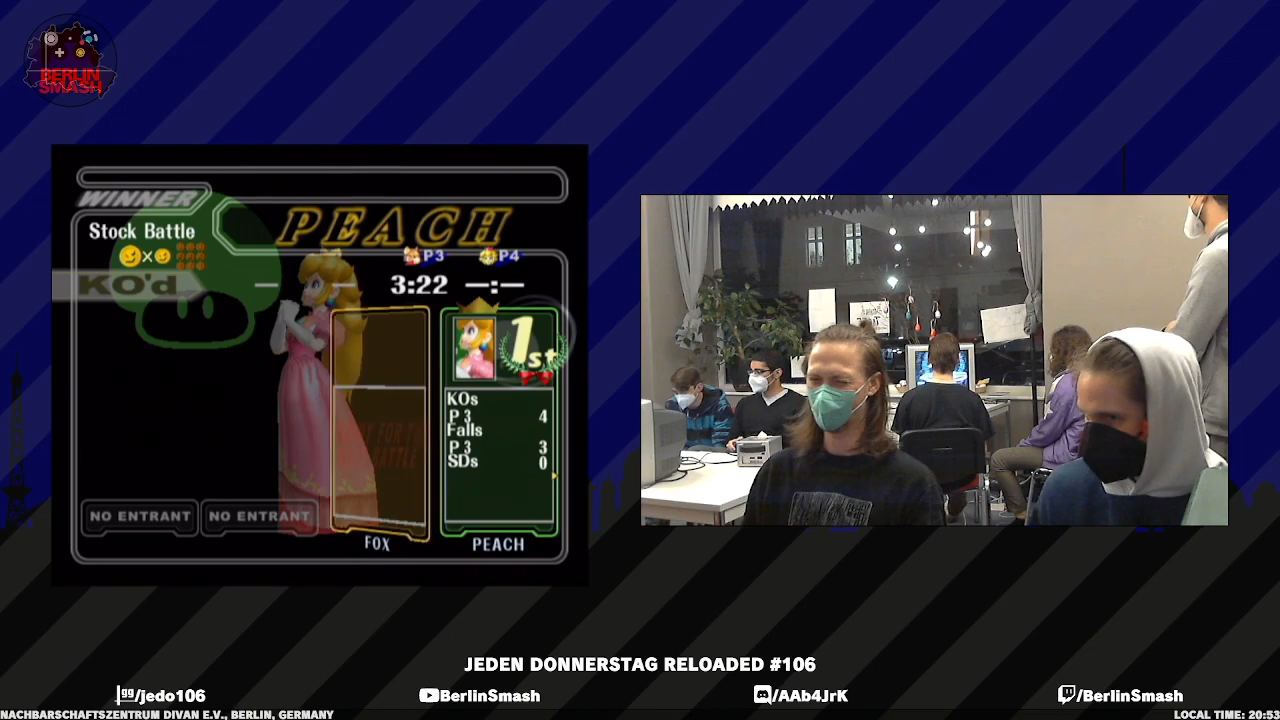 BERLIN
SMASH
WINNER
PEACH
Stock Battle
P3
P4
KO'd
3:22
1st
KOs
P 3 4
Falls
P 3 3
SDs 0
NO ENTRANT
NO ENTRANT
FOX
PEACH
JEDEN DONNERSTAG RELOADED #106
gg/jedo106
BerlinSmash
/AAb4JrK
/BerlinSmash
NACHBARSCHAFTSZENTRUM DIVAN E.V., BERLIN, GERMANY
LOCAL TIME: 20:53